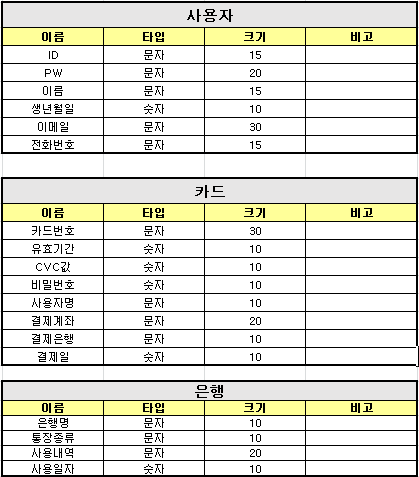 사용자
이름 타입 크기 비고
ID 문자 15
PW 문자 20
이름 문자 15
생년월일 숫자 10
이메일 문자 30
전화번호 문자 15
카드
이름 타입 크기 비고
카드번호 문자 30
유효기간 숫자 10
CVC값 숫자 10
비밀번호 숫자 10
사용자명 문자 10
결제계좌 문자 20
결제은행 문자 10
결제일 숫자 10
은행
이름 타입 크기 비고
은행명 문자 10
통장종류 문자 10
사용내역 문자 20
사용일자 숫자 10